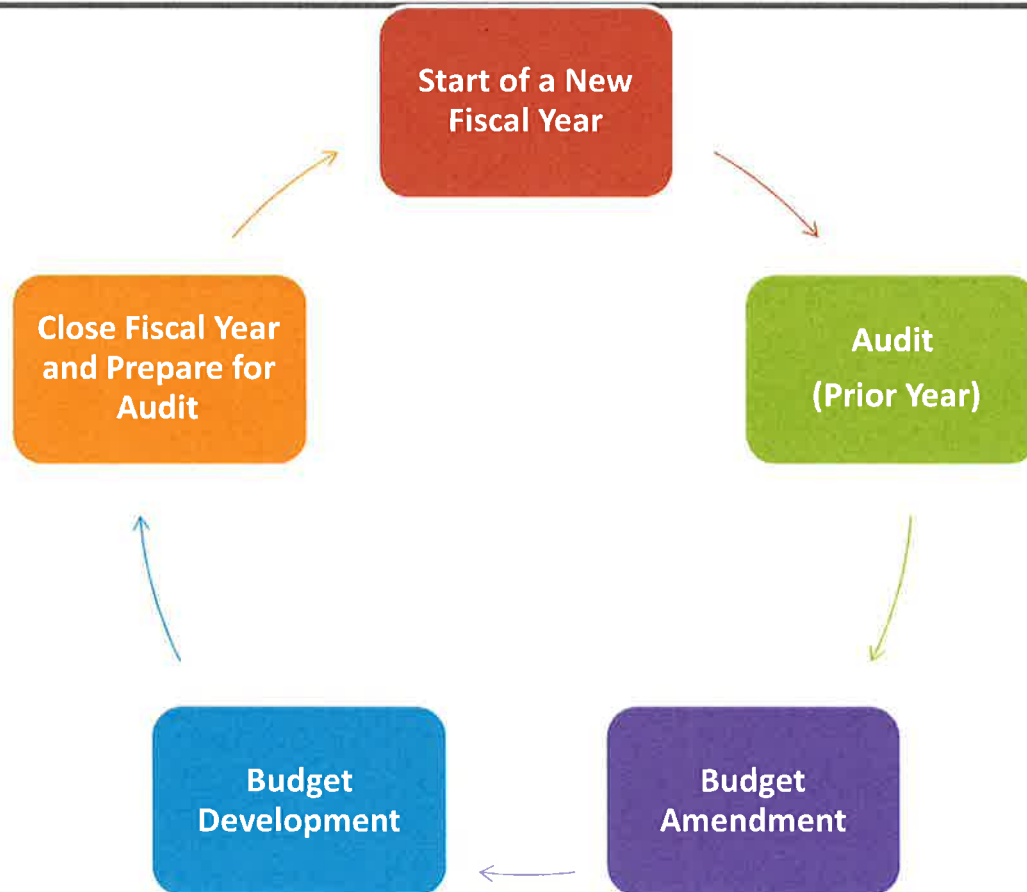 Start of a New
Fiscal Year
Audit
(Prior Year)
Budget
Amendment
Budget
Development
Close Fiscal Year
and Prepare for
Audit